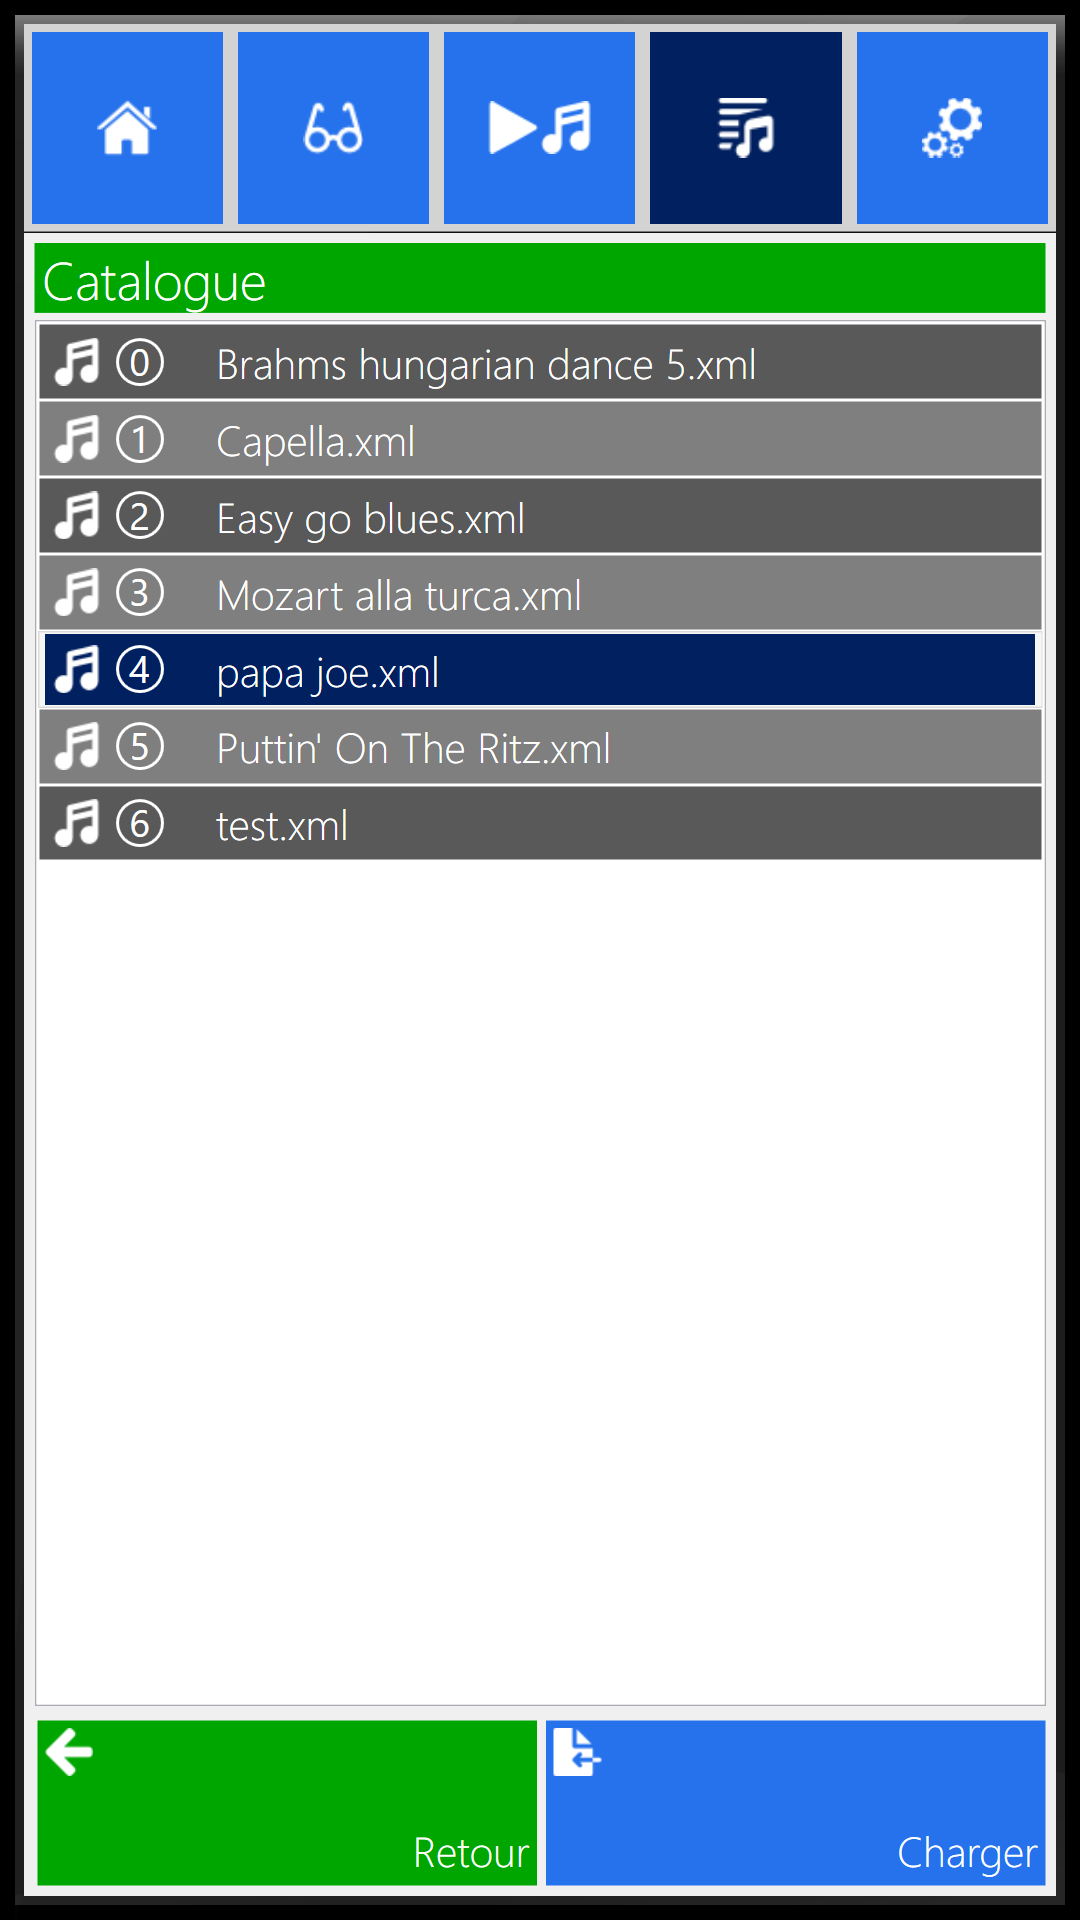 Catalogue
0 Brahms hungarian dance 5.xml
1 Capella.xml
2 Easy go blues.xml
3 Mozart alla turca.xml
4 papa joe.xml
5 Puttin' On The Ritz.xml
6 test.xml
Retour
Charger